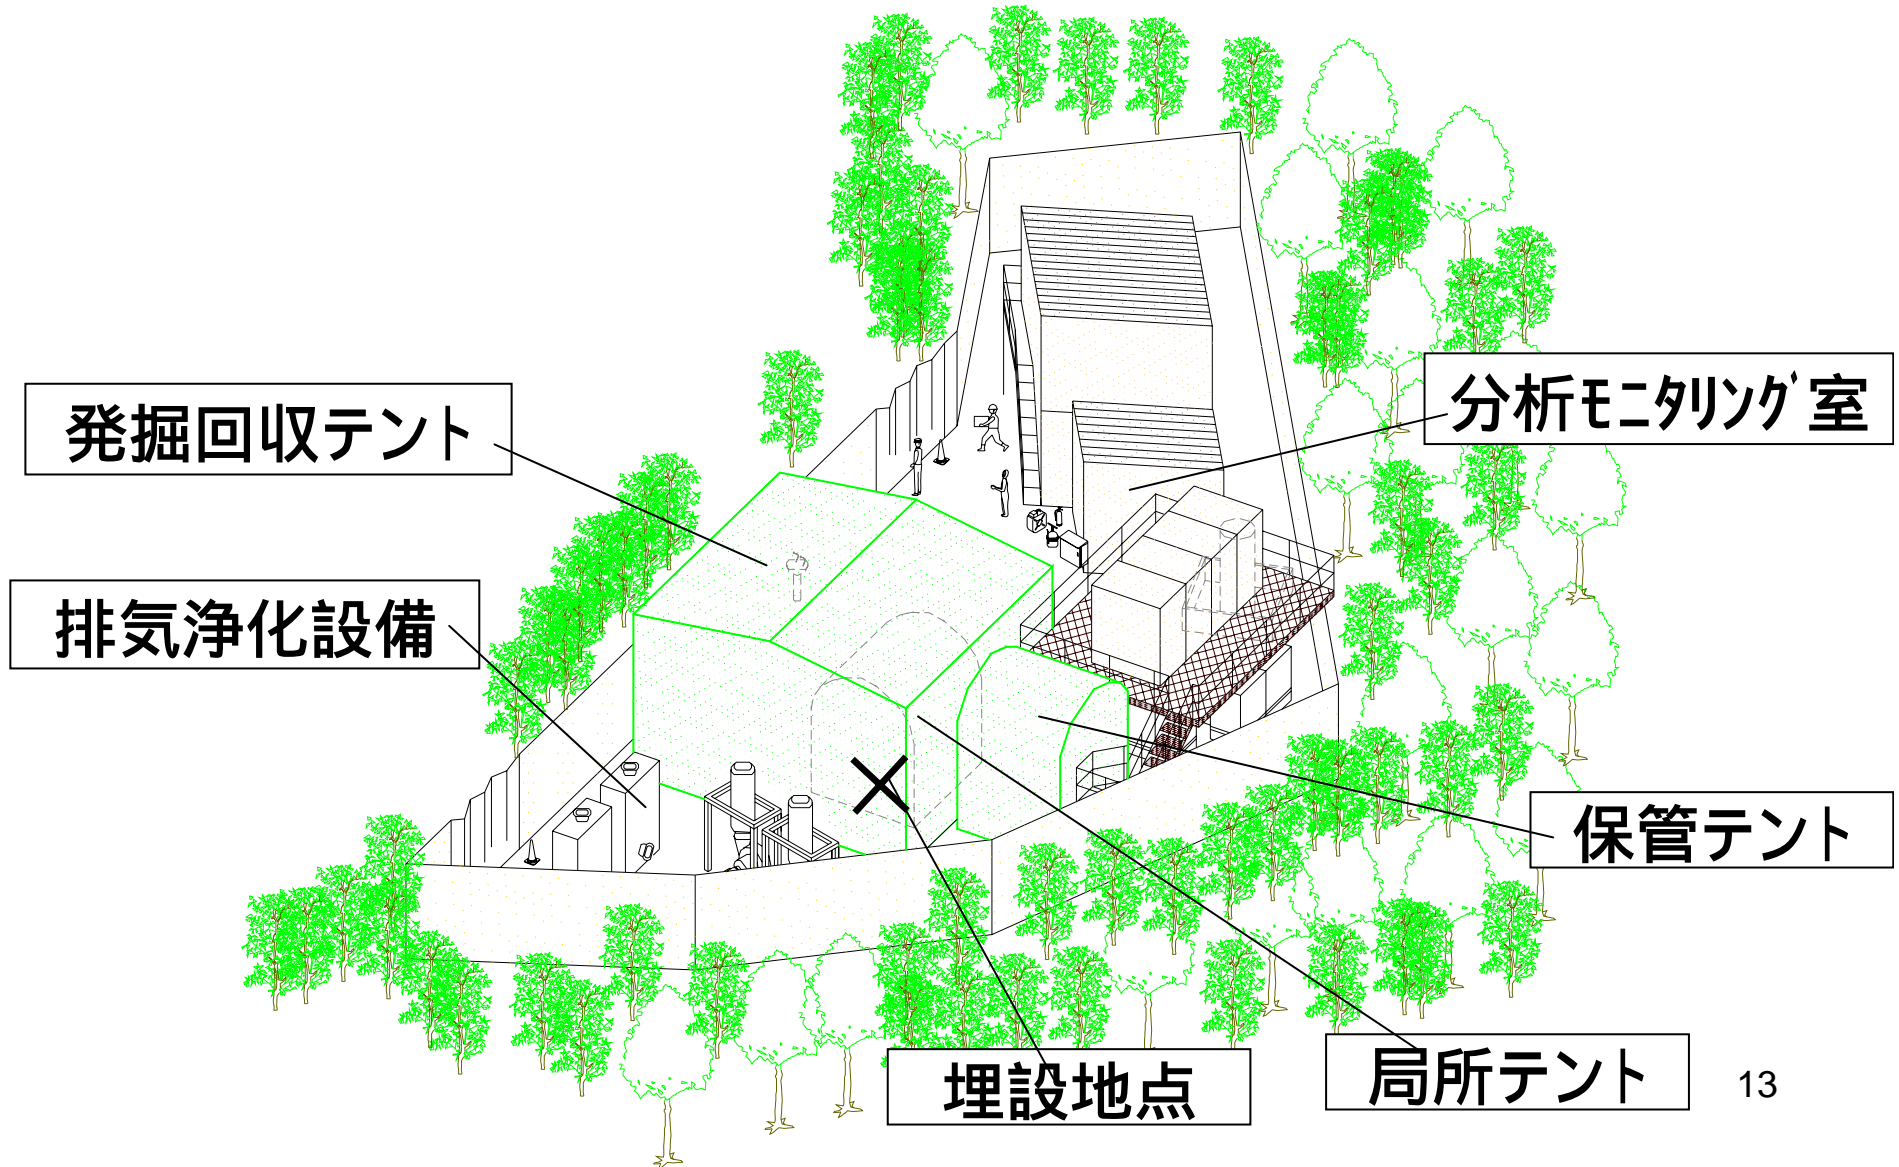 発掘回収テント
分析ﾓﾆﾀﾘﾝｸﾞ室
排気浄化設備
保管テント
局所テント
埋設地点
13